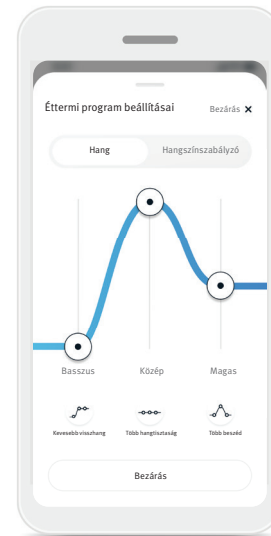 Éttermi program beállításai Bezárás ✕
Hang Hangszínszabályzó
Basszus Közép Magas
Kevesebb visszhang Több hangtisztaság Több beszéd
Bezárás